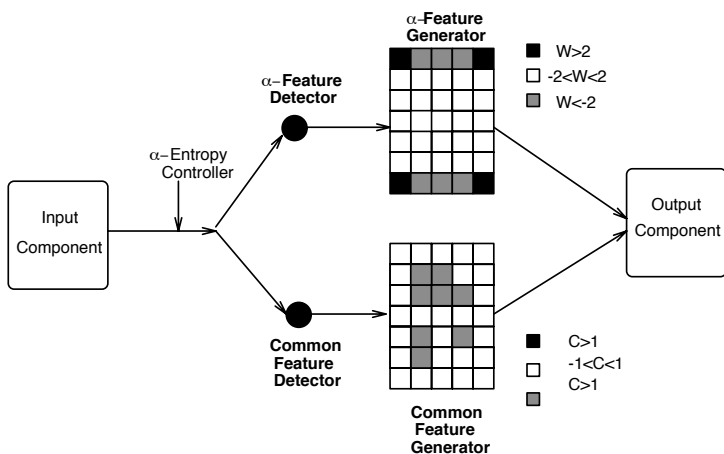 α–Feature
Generator
W>2
-2<W<2
W<-2
α–Feature
Detector
α–Entropy
Controller
Input
Component
Output
Component
Common
Feature
Detector
C>1
-1<C<1
C>1
Common
Feature
Generator